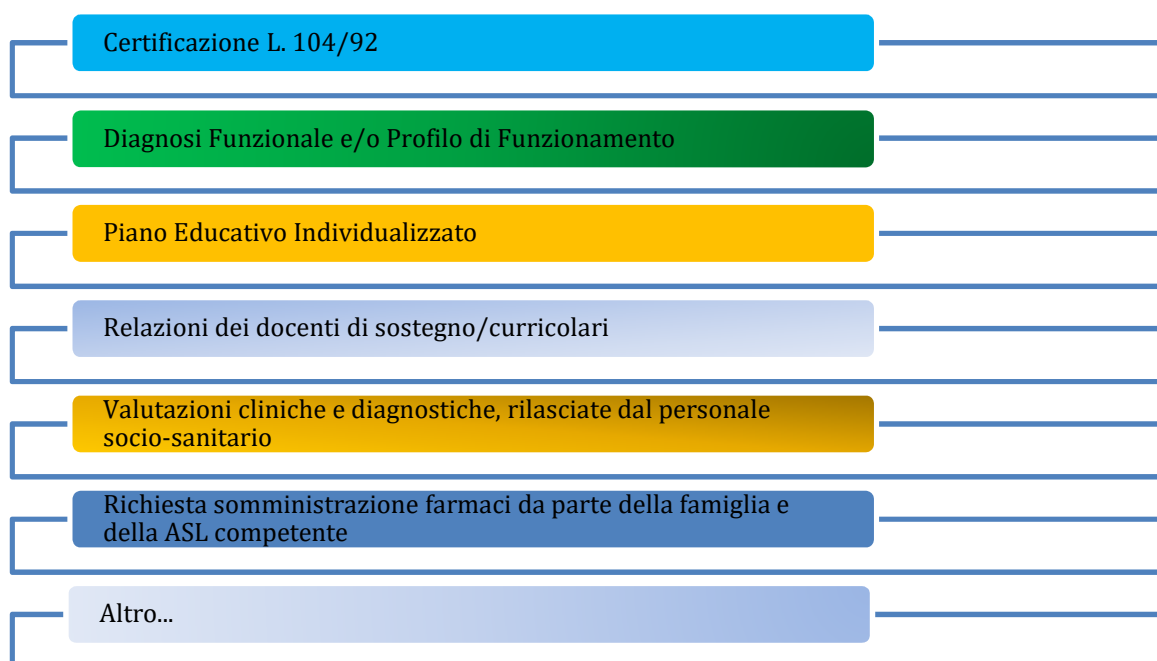 Certificazione L. 104/92
Diagnosi Funzionale e/o Profilo di Funzionamento
Piano Educativo Individualizzato
Relazioni dei docenti di sostegno/curricolari
Valutazioni cliniche e diagnostiche, rilasciate dal personale
socio-sanitario
Richiesta somministrazione farmaci da parte della famiglia e
della ASL competente
Altro...